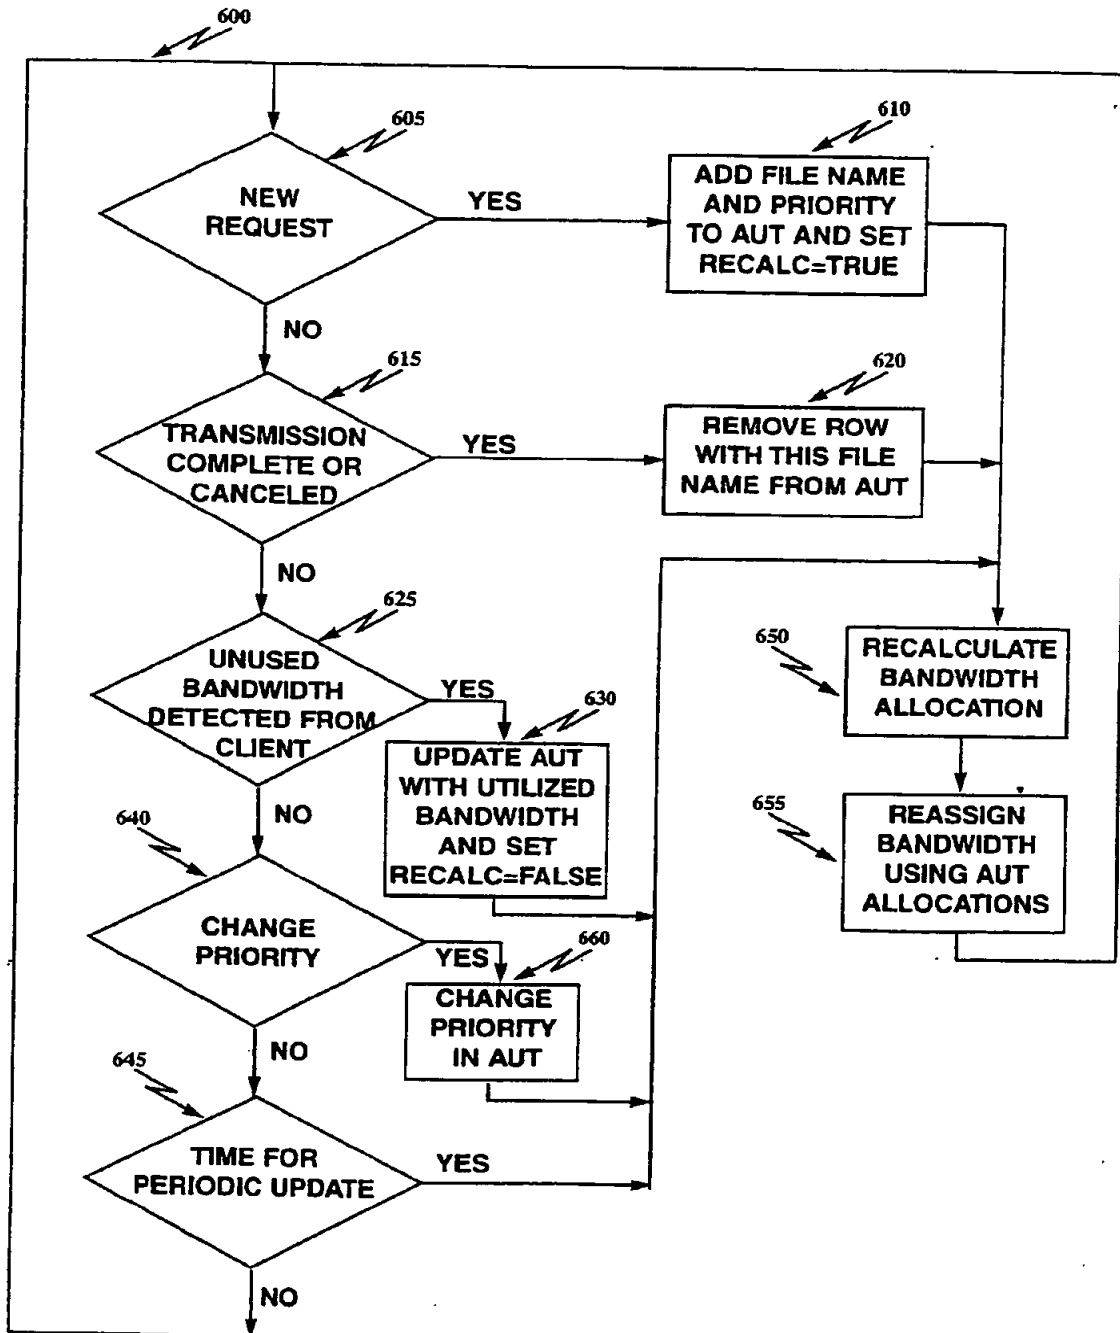 600
605
NEW
REQUEST
YES
610
ADD FILE NAME
AND PRIORITY
TO AUT AND SET
RECALC=TRUE
NO
615
TRANSMISSION
COMPLETE OR
CANCELED
YES
620
REMOVE ROW
WITH THIS FILE
NAME FROM AUT
NO
625
UNUSED
BANDWIDTH
DETECTED FROM
CLIENT
YES
630
UPDATE AUT
WITH UTILIZED
BANDWIDTH
AND SET
RECALC=FALSE
650
RECALCULATE
BANDWIDTH
ALLOCATION
655
REASSIGN
BANDWIDTH
USING AUT
ALLOCATIONS
NO
640
CHANGE
PRIORITY
YES
660
CHANGE
PRIORITY
IN AUT
NO
645
TIME FOR
PERIODIC UPDATE
YES
NO